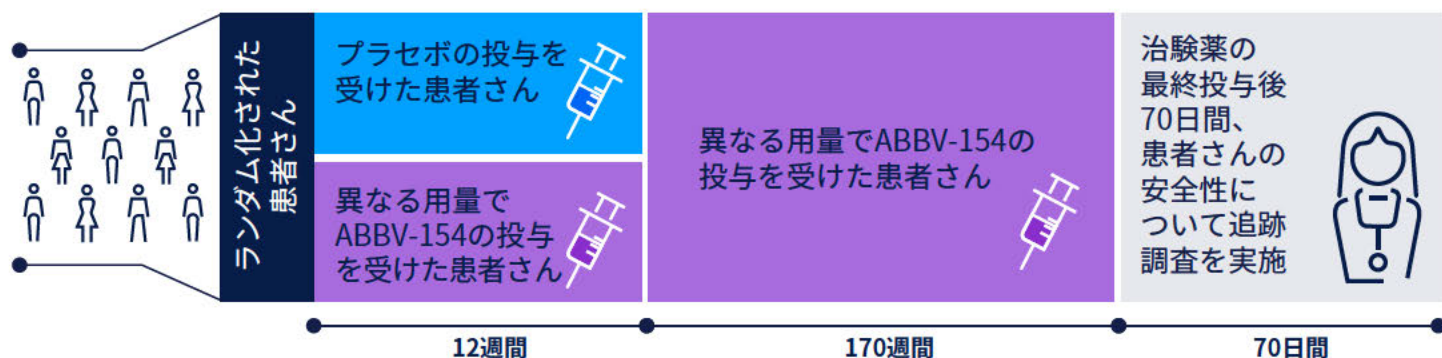 ランダム化された
患者さん
プラセボの投与を
受けた患者さん
異なる用量で
ABBV-154の投与
を受けた患者さん
異なる用量でABBV-154の
投与を受けた患者さん
治験薬の
最終投与後
70日間、
患者さんの
安全性に
ついて追跡
調査を実施
12週間
170週間
70日間